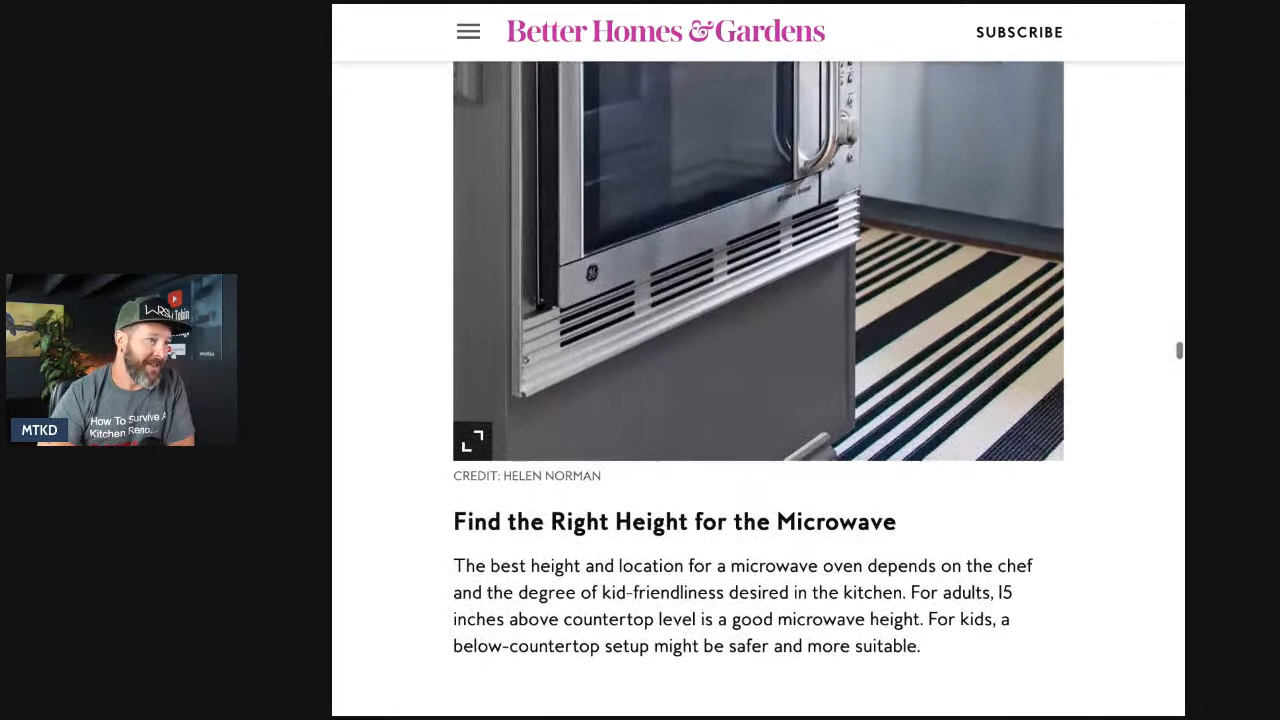 Better Homes & Gardens
SUBSCRIBE
Tobin
How To Survive A
Kitchen Reno...
MTKD
CREDIT: HELEN NORMAN
Find the Right Height for the Microwave
The best height and location for a microwave oven depends on the chef
and the degree of kid-friendliness desired in the kitchen. For adults, 15
inches above countertop level is a good microwave height. For kids, a
below-countertop setup might be safer and more suitable.